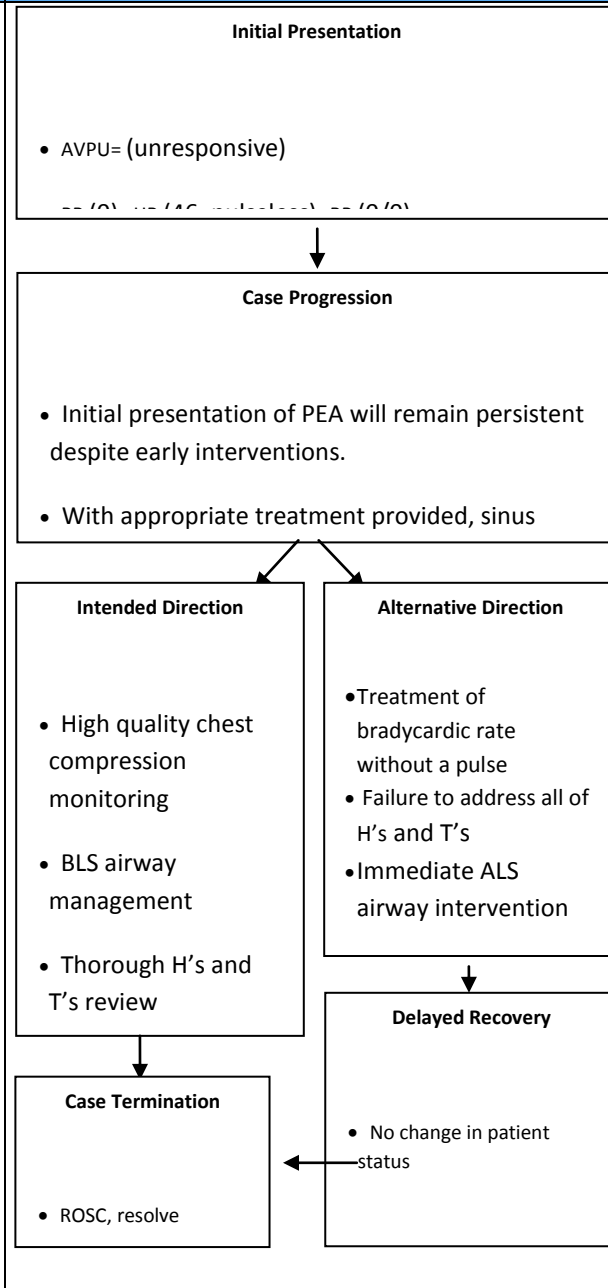 Initial Presentation
• AVPU= (unresponsive)
Case Progression
• Initial presentation of PEA will remain persistent
despite early interventions.
• With appropriate treatment provided, sinus
Intended Direction
• High quality chest
compression
monitoring
• BLS airway
management
• Thorough H's and
T's review
Alternative Direction
•Treatment of
bradycardic rate
without a pulse
• Failure to address all of
H's and T's
•Immediate ALS
airway intervention
Delayed Recovery
• No change in patient
status
Case Termination
• ROSC, resolve